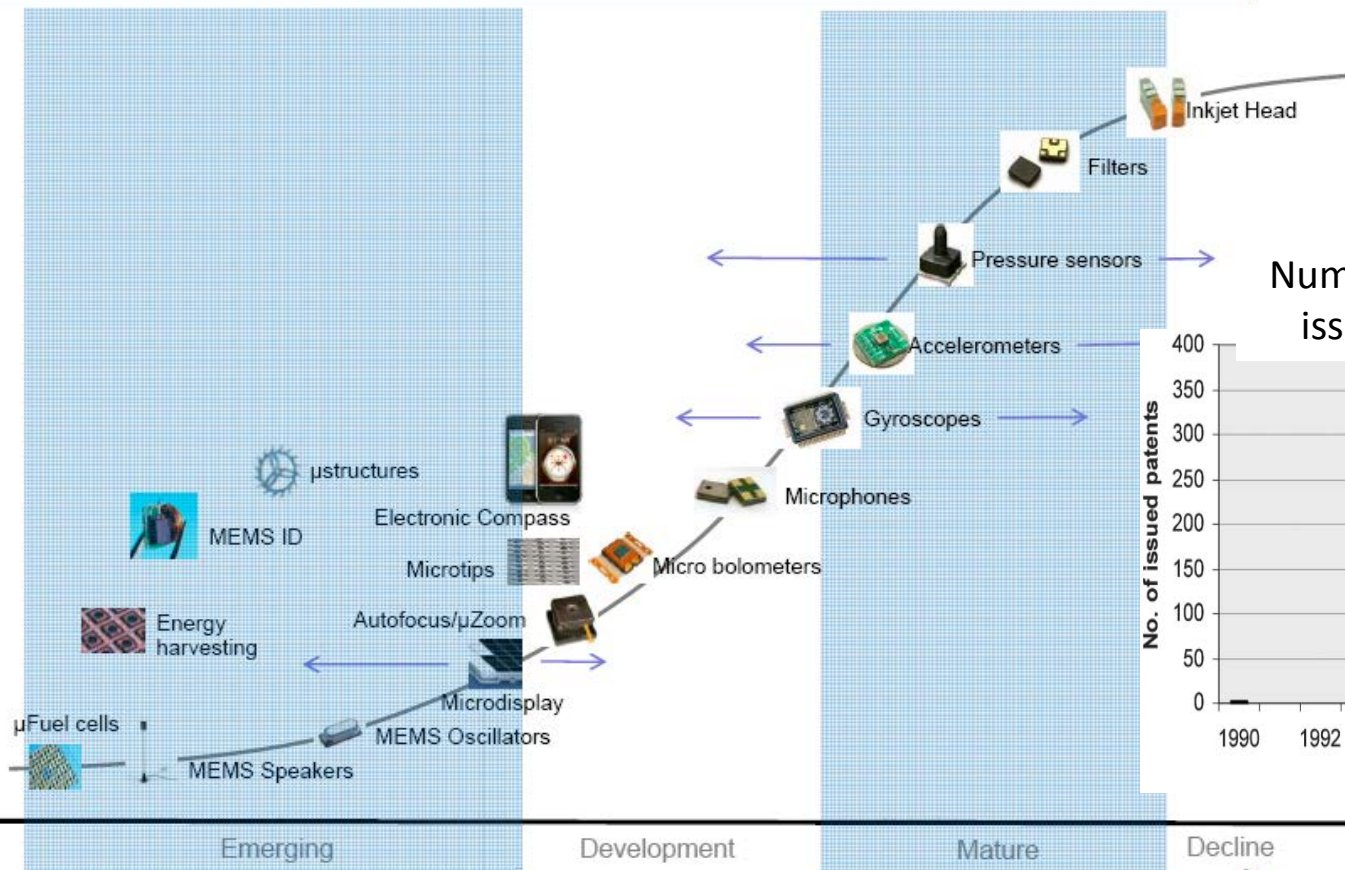 Inkjet Head
Filters
Pressure sensors
Accelerometers
Gyroscopes
Microphones
µstructures
Electronic Compass
MEMS ID
Microtips
Micro bolometers
Autofocus/µZoom
Energy
harvesting
Microdisplay
µFuel cells
MEMS Oscillators
MEMS Speakers
Emerging
Development
Mature
Decline
Num
iss
No. of issued patents
400
350
300
250
200
150
100
50
0
1990
1992